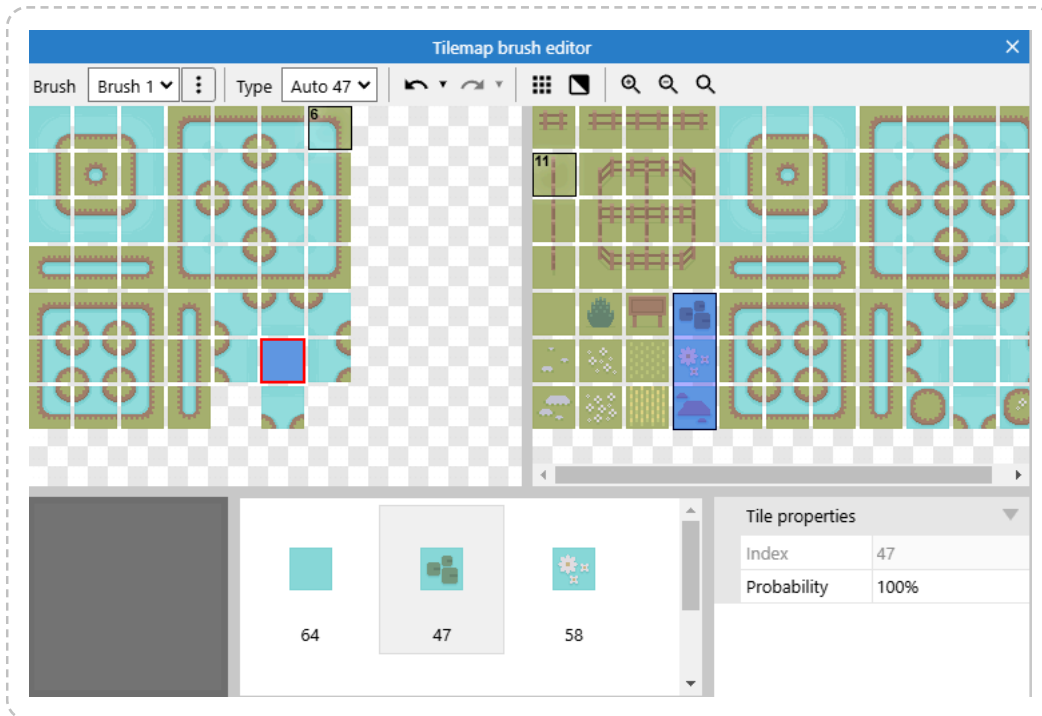 Tilemap brush editor
Brush Brush 1 Type Auto 47
6
11
64 47 58
Tile properties
Index 47
Probability 100%